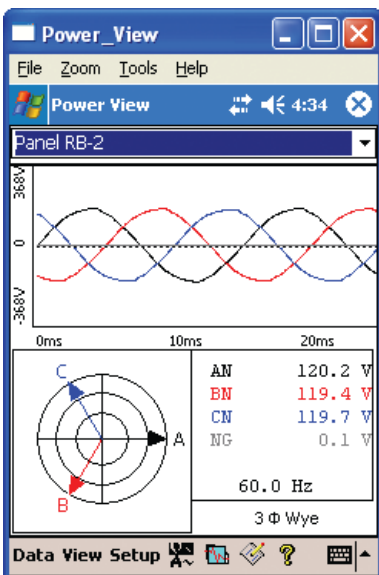 Power_View
File Zoom Tools Help
Power View 4:34
Panel RB-2
368V
0
-368V
0ms 10ms 20ms
C
A
B
AN 120.2 V
BN 119.4 V
CN 119.7 V
NG 0.1 V
60.0 Hz
3 Φ Wye
Data View Setup